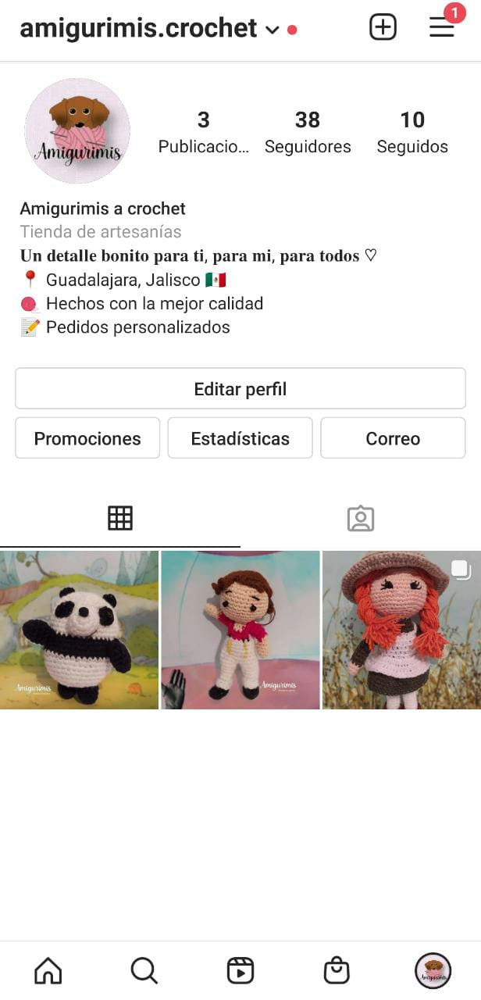 amigurimis.crochet
1
Amigurimis
3
Publicacio...
38
Seguidores
10
Seguidos
Amigurimis a crochet
Tienda de artesanías
𝐔𝐧 𝐝𝐞𝐭𝐚𝐥𝐥𝐞 𝐛𝐨𝐧𝐢𝐭𝐨 𝐩𝐚𝐫𝐚 𝐭𝐢, 𝐩𝐚𝐫𝐚 𝐦𝐢, 𝐩𝐚𝐫𝐚 𝐭𝐨𝐝𝐨𝐬 ♡
📍 Guadalajara, Jalisco 🇲🇽
🧶 Hechos con la mejor calidad
📝 Pedidos personalizados
Editar perfil
Promociones
Estadísticas
Correo
Amigurimis
Amigurimis
Amigurimis